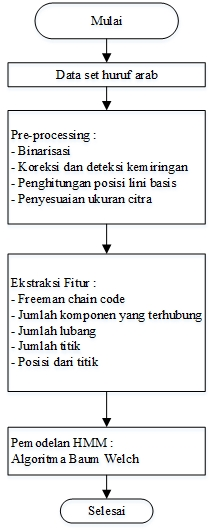 Mulai
Data set huruf arab
Pre-processing :
- Binarisasi
- Koreksi dan deteksi kemiringan
- Penghitungan posisi lini basis
- Penyesuaian ukuran citra
Ekstraksi Fitur :
- Freeman chain code
- Jumlah komponen yang terhubung
- Jumlah lubang
- Jumlah titik
- Posisi dari titik
Pemodelan HMM :
Algoritma Baum Welch
Selesai